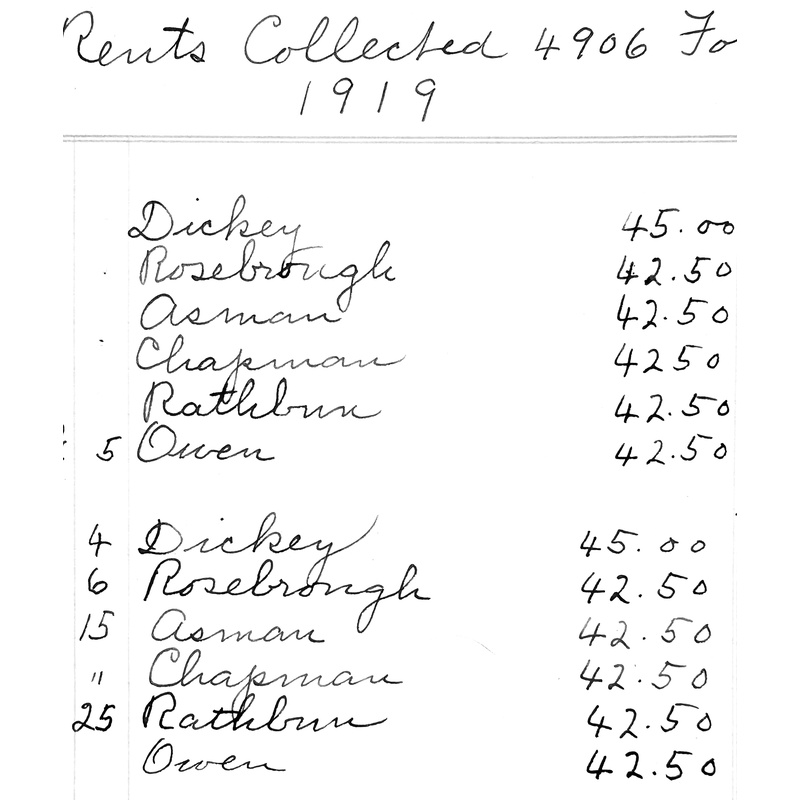 Rents Collected 4906 Fo
1919
Dickey 45.00
Rosebrough 42.50
Asman 42.50
Chapman 42 50
Rathbun 42.50
5 Owen 42.50
4 Dickey 45.00
6 Rosebrough 42.50
15 Asman 42.50
" Chapman 42.50
25 Rathbun 42.50
Owen 42.50